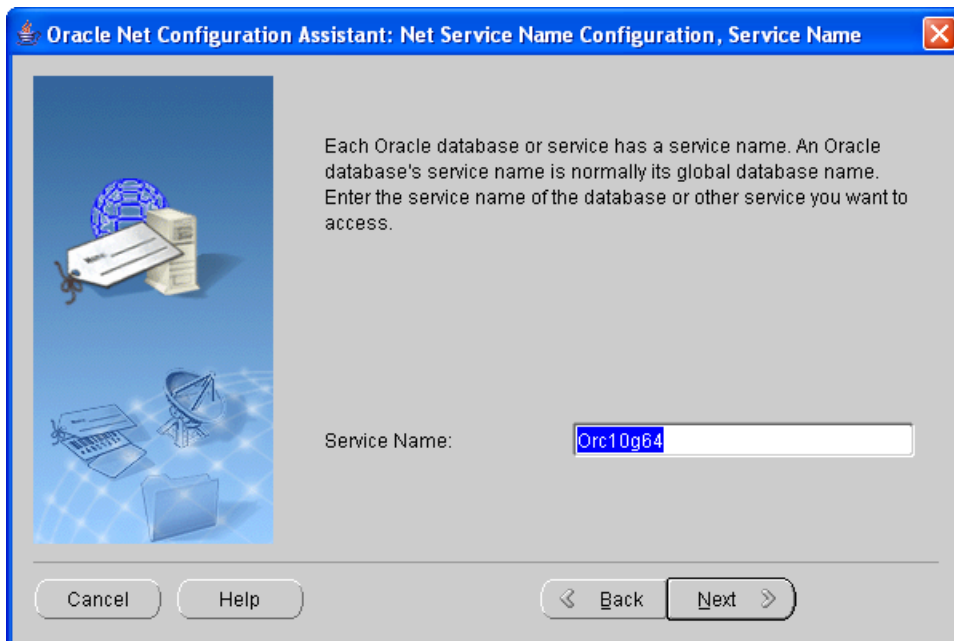 Oracle Net Configuration Assistant: Net Service Name Configuration, Service Name
Each Oracle database or service has a service name. An Oracle
database's service name is normally its global database name.
Enter the service name of the database or other service you want to
access.
Service Name:
Orc10g64
Cancel
Help
Back
Next